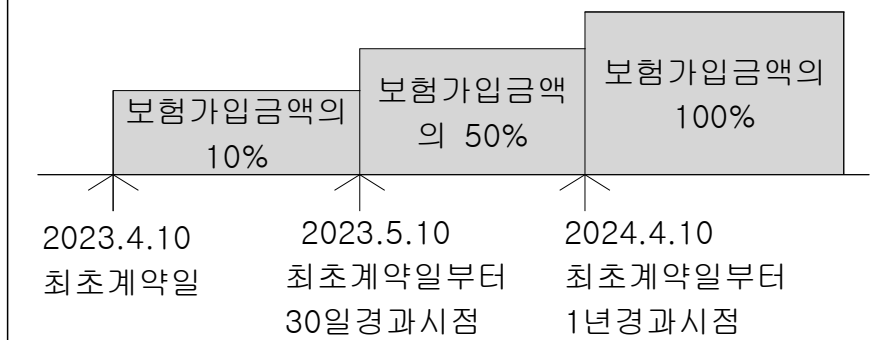 보험가입금액의
10%
보험가입금액
의 50%
보험가입금액의
100%
2023.4.10
최초계약일
2023.5.10
최초계약일부터
30일경과시점
2024.4.10
최초계약일부터
1년경과시점